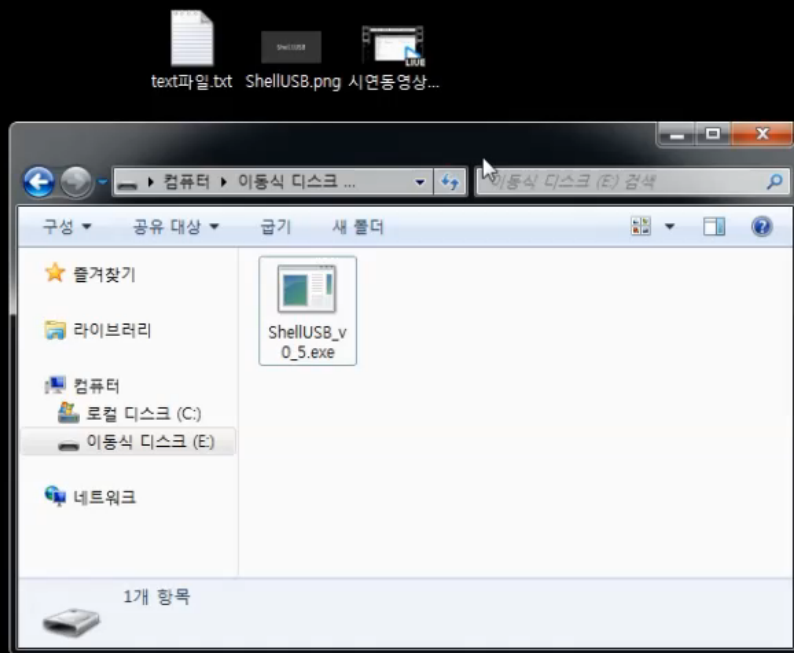 text파일.txt
ShellUSB.png
시연동영상...
ShellUSB
LIVE
컴퓨터
이동식 디스크 ...
이동식 디스크 (E:) 검색
구성
공유 대상
굽기
새 폴더
즐겨찾기
라이브러리
컴퓨터
로컬 디스크 (C:)
이동식 디스크 (E:)
네트워크
ShellUSB_v
0_5.exe
1개 항목